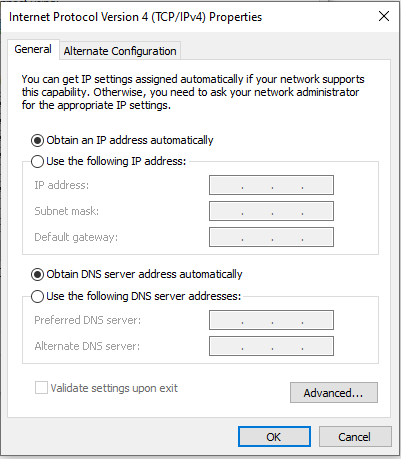 Internet Protocol Version 4 (TCP/IPv4) Properties
General
Alternate Configuration
You can get IP settings assigned automatically if your network supports
this capability. Otherwise, you need to ask your network administrator
for the appropriate IP settings.
Obtain an IP address automatically
Use the following IP address:
IP address:
Subnet mask:
Default gateway:
Obtain DNS server address automatically
Use the following DNS server addresses:
Preferred DNS server:
Alternate DNS server:
Validate settings upon exit
Advanced...
OK
Cancel